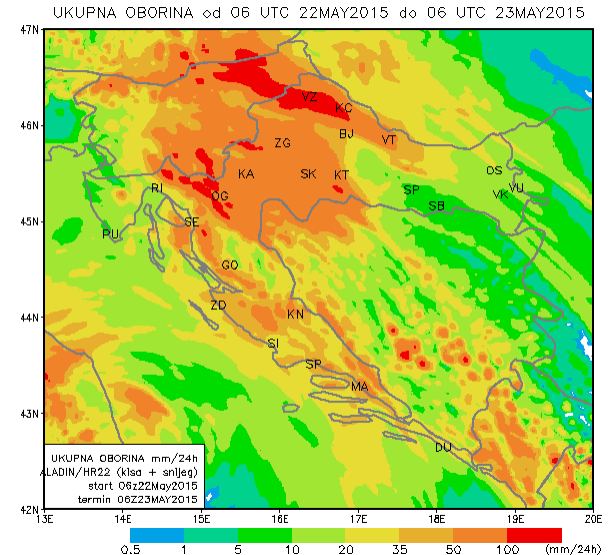 UKUPNA OBORINA od 06 UTC 22MAY2015 do 06 UTC 23MAY2015
47N
VZ
KC
46N
BJ
VT
ZG
OS
KA
SK
KT
RI
OG
SP
VU
VK
SB
45N
SE
PU
GO
ZD
KN
44N
SI
SP
MA
43N
DU
UKUPNA OBORINA mm/24h
ALADIN/HR22 (kisa + snijeg)
start 06z22May2015
termin 06Z23MAY2015
42N
13E 14E 15E 16E 17E 18E 19E 20E
0.5 1 5 10 20 35 50 100 (mm/24h)